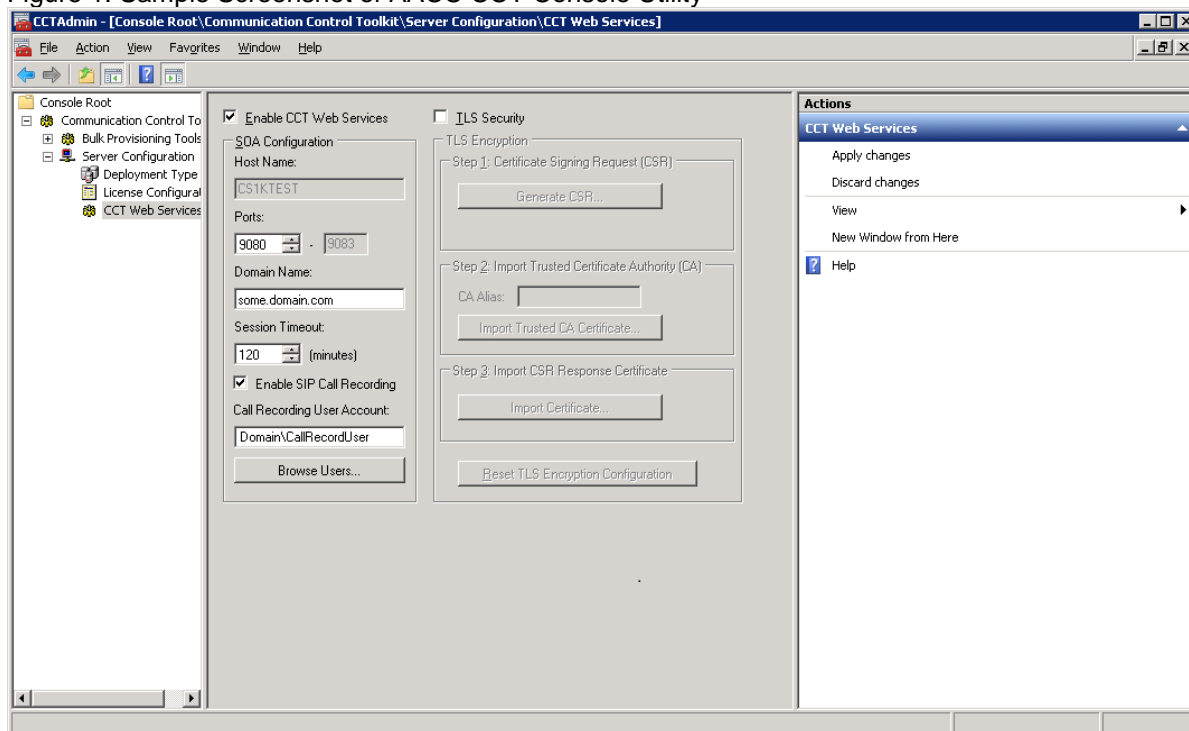 Figure 1: Sample Screenshot of AACC CCT Console Utility
CCTAdmin - [Console Root\Communication Control Toolkit\Server Configuration\CCT Web Services]
File Action View Favorites Window Help
Console Root
Communication Control To
Bulk Provisioning Tools
Server Configuration
Deployment Type
License Configurat
CCT Web Services
Enable CCT Web Services
SOA Configuration
Host Name:
CS1KTEST
Ports:
9080 - 9083
Domain Name:
some.domain.com
Session Timeout:
120 (minutes)
Enable SIP Call Recording
Call Recording User Account:
Domain\CallRecordUser
Browse Users...
TLS Security
TLS Encryption
Step 1: Certificate Signing Request (CSR)
Generate CSR...
Step 2: Import Trusted Certificate Authority (CA)
CA Alias:
Import Trusted CA Certificate...
Step 3: Import CSR Response Certificate
Import Certificate...
Reset TLS Encryption Configuration
Actions
CCT Web Services
Apply changes
Discard changes
View
New Window from Here
Help